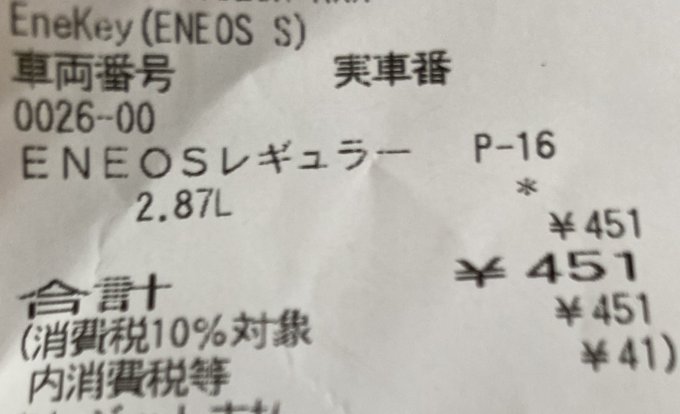 EneKey(ENEOS S)
車両番号 実車番
0026-00
ENEOSレギュラー P-16
2.87L *
¥451
合計 ¥451
(消費税10%対象 ¥451
内消費税等 ¥41)